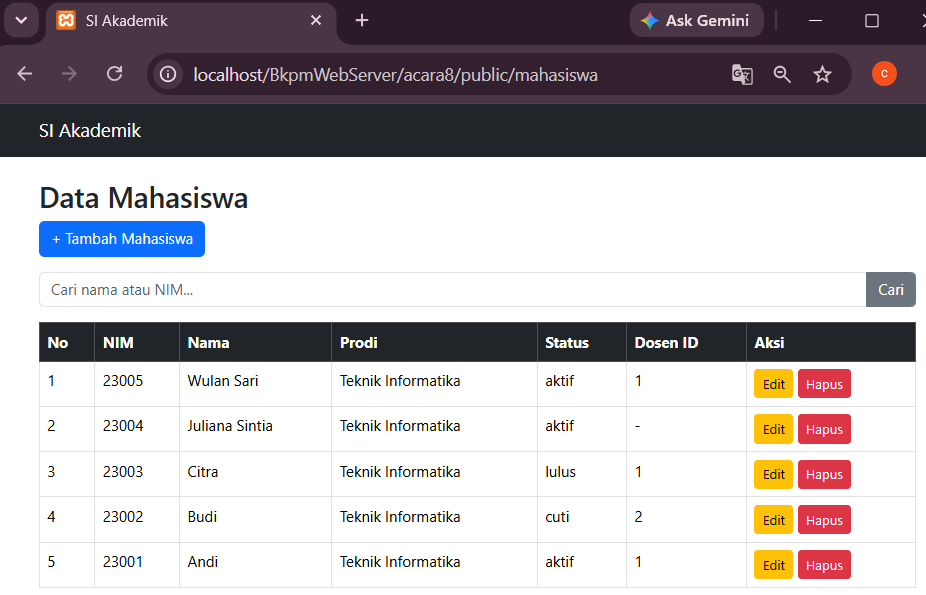 SI Akademik
Ask Gemini
localhost/BkpmWebServer/acara8/public/mahasiswa
C
SI Akademik
Data Mahasiswa
+ Tambah Mahasiswa
Cari nama atau NIM... Cari
No NIM Nama Prodi Status Dosen ID Aksi
1 23005 Wulan Sari Teknik Informatika aktif 1 Edit Hapus
2 23004 Juliana Sintia Teknik Informatika aktif - Edit Hapus
3 23003 Citra Teknik Informatika lulus 1 Edit Hapus
4 23002 Budi Teknik Informatika cuti 2 Edit Hapus
5 23001 Andi Teknik Informatika aktif 1 Edit Hapus